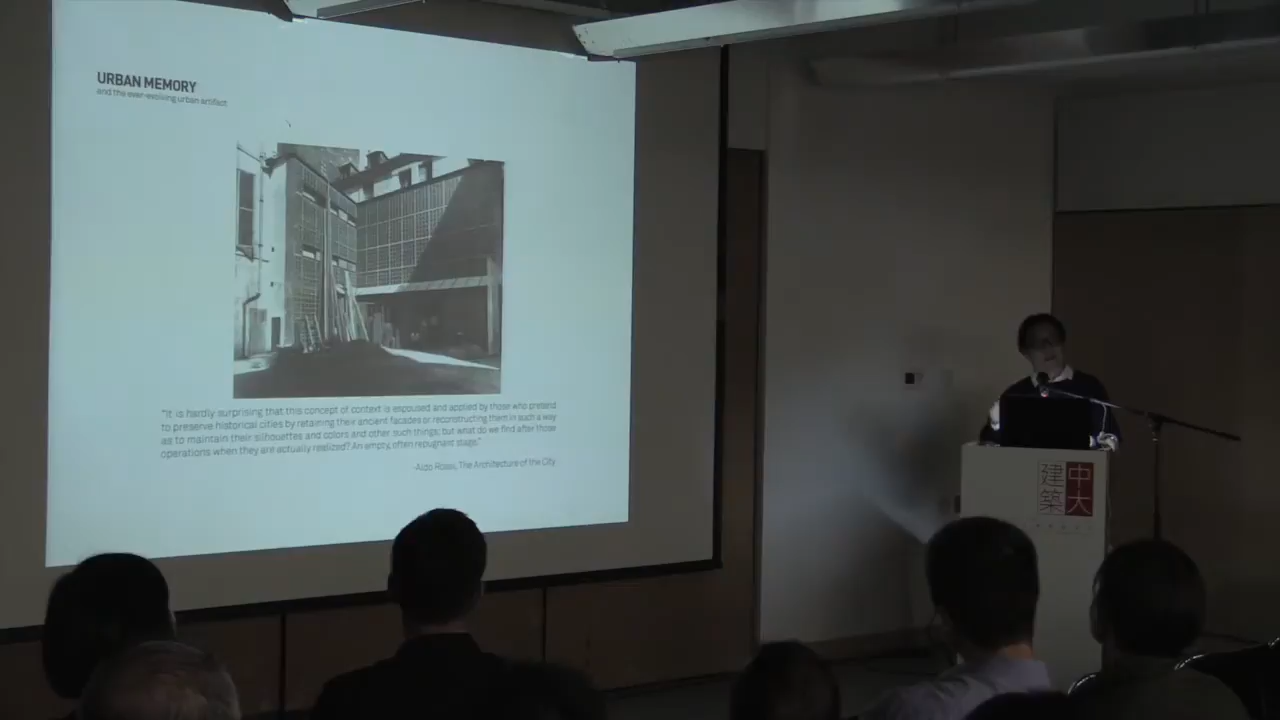 URBAN MEMORY
and the ever-evolving urban artifact
"It is hardly surprising that this concept of context is espoused and applied by those who pretend
to preserve historical cities by retaining their ancient facades or reconstructing them in such a way
as to maintain their silhouettes and colors and other such things; but what do we find after those
operations when they are actually realized? An empty, often repugnant stage."
-Aldo Rossi, The Architecture of the City
建中
築大